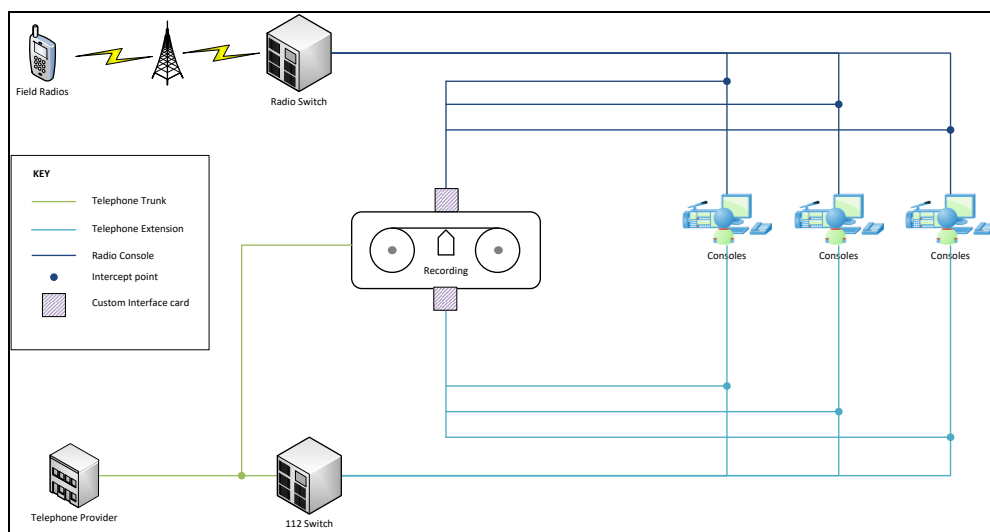 Field Radios
Radio Switch
KEY
Telephone Trunk
Telephone Extension
Radio Console
Intercept point
Custom Interface card
Recording
Consoles
Consoles
Consoles
Telephone Provider
112 Switch